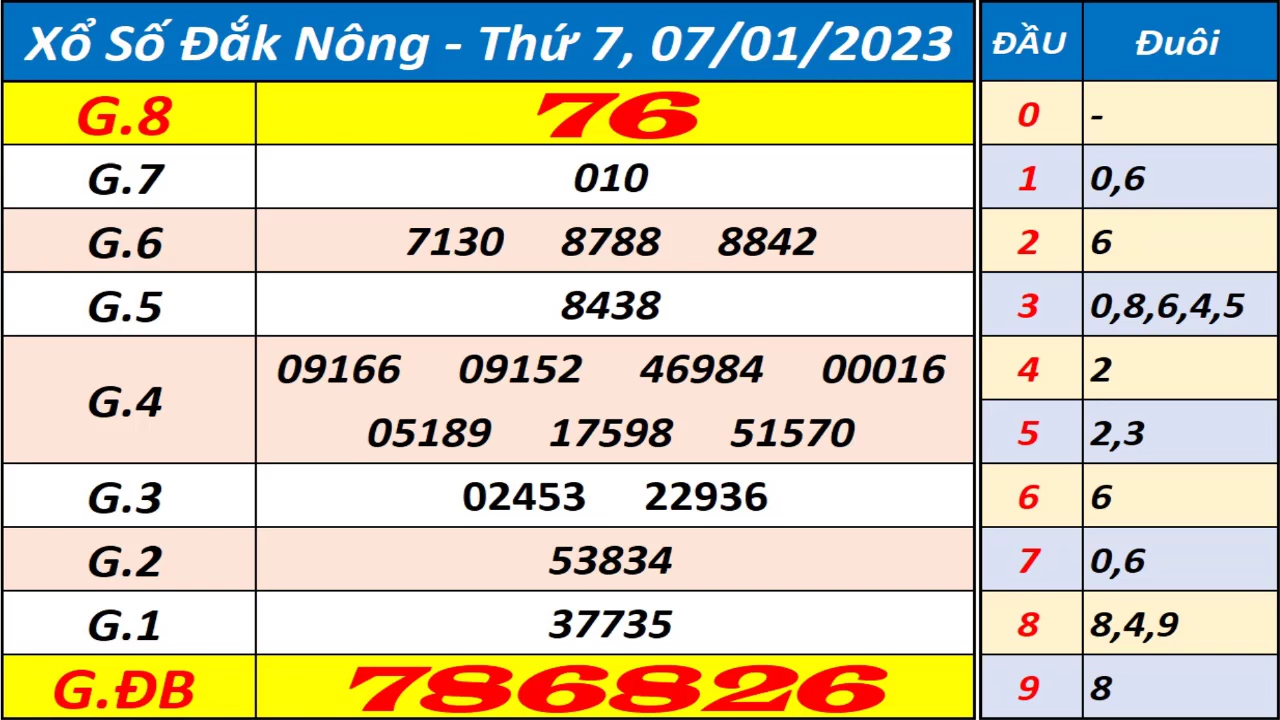 Xổ Số Đắk Nông - Thứ 7, 07/01/2023
G.8 76
G.7 010
G.6 7130 8788 8842
G.5 8438
G.4 09166 09152 46984 00016
05189 17598 51570
G.3 02453 22936
G.2 53834
G.1 37735
G.ĐB 786826
ĐẦU Đuôi
0 -
1 0,6
2 6
3 0,8,6,4,5
4 2
5 2,3
6 6
7 0,6
8 8,4,9
9 8